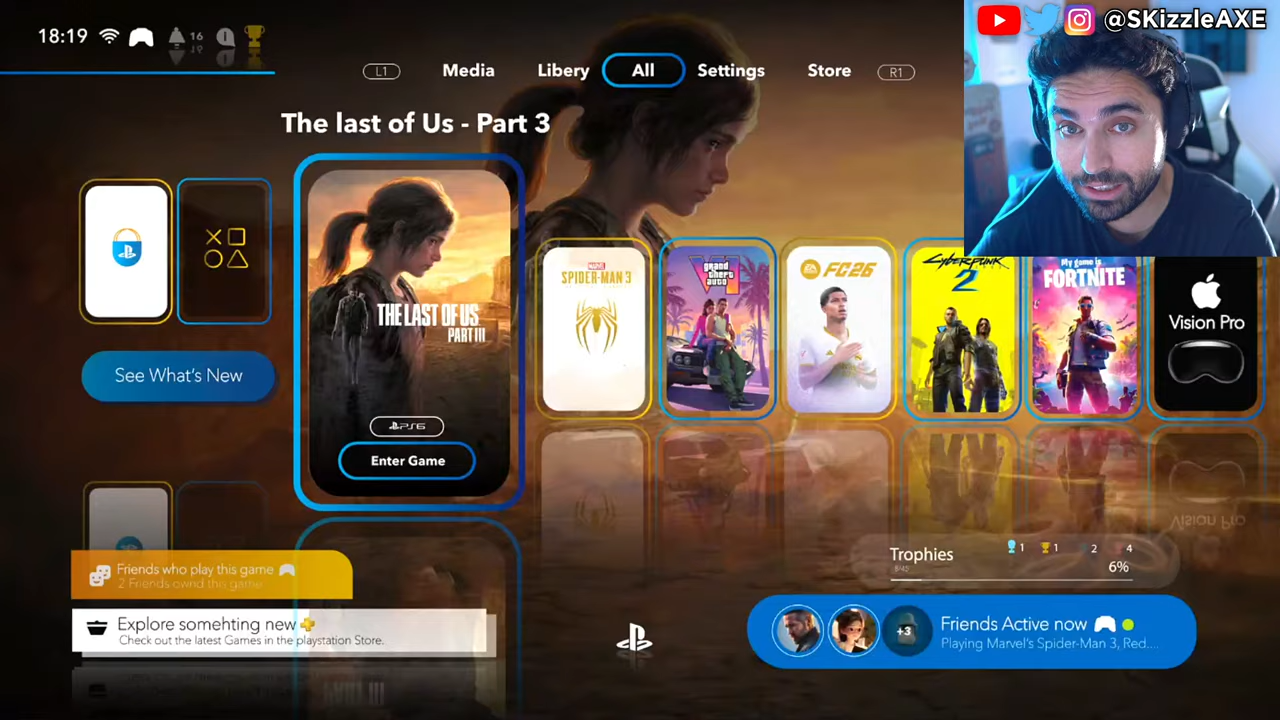 18:19
16
@SKizzleAXE
L1
Media
Libery
All
Settings
Store
R1
The last of Us - Part 3
THE LAST OF US
PART III
PS6
Enter Game
MARVEL
SPIDER-MAN 3
grand
theft
auto
VI
EA SPORTS
FC26
CYBERPUNK
2
My game is
FORTNITE
Vision Pro
See What's New
Friends who play this game
2 Friends ownd this game
Explore somehting new
Check out the latest Games in the playstation Store.
Trophies
1
1
2
4
6%
+3
Friends Active now
Playing Marvel's Spider-Man 3, Red....